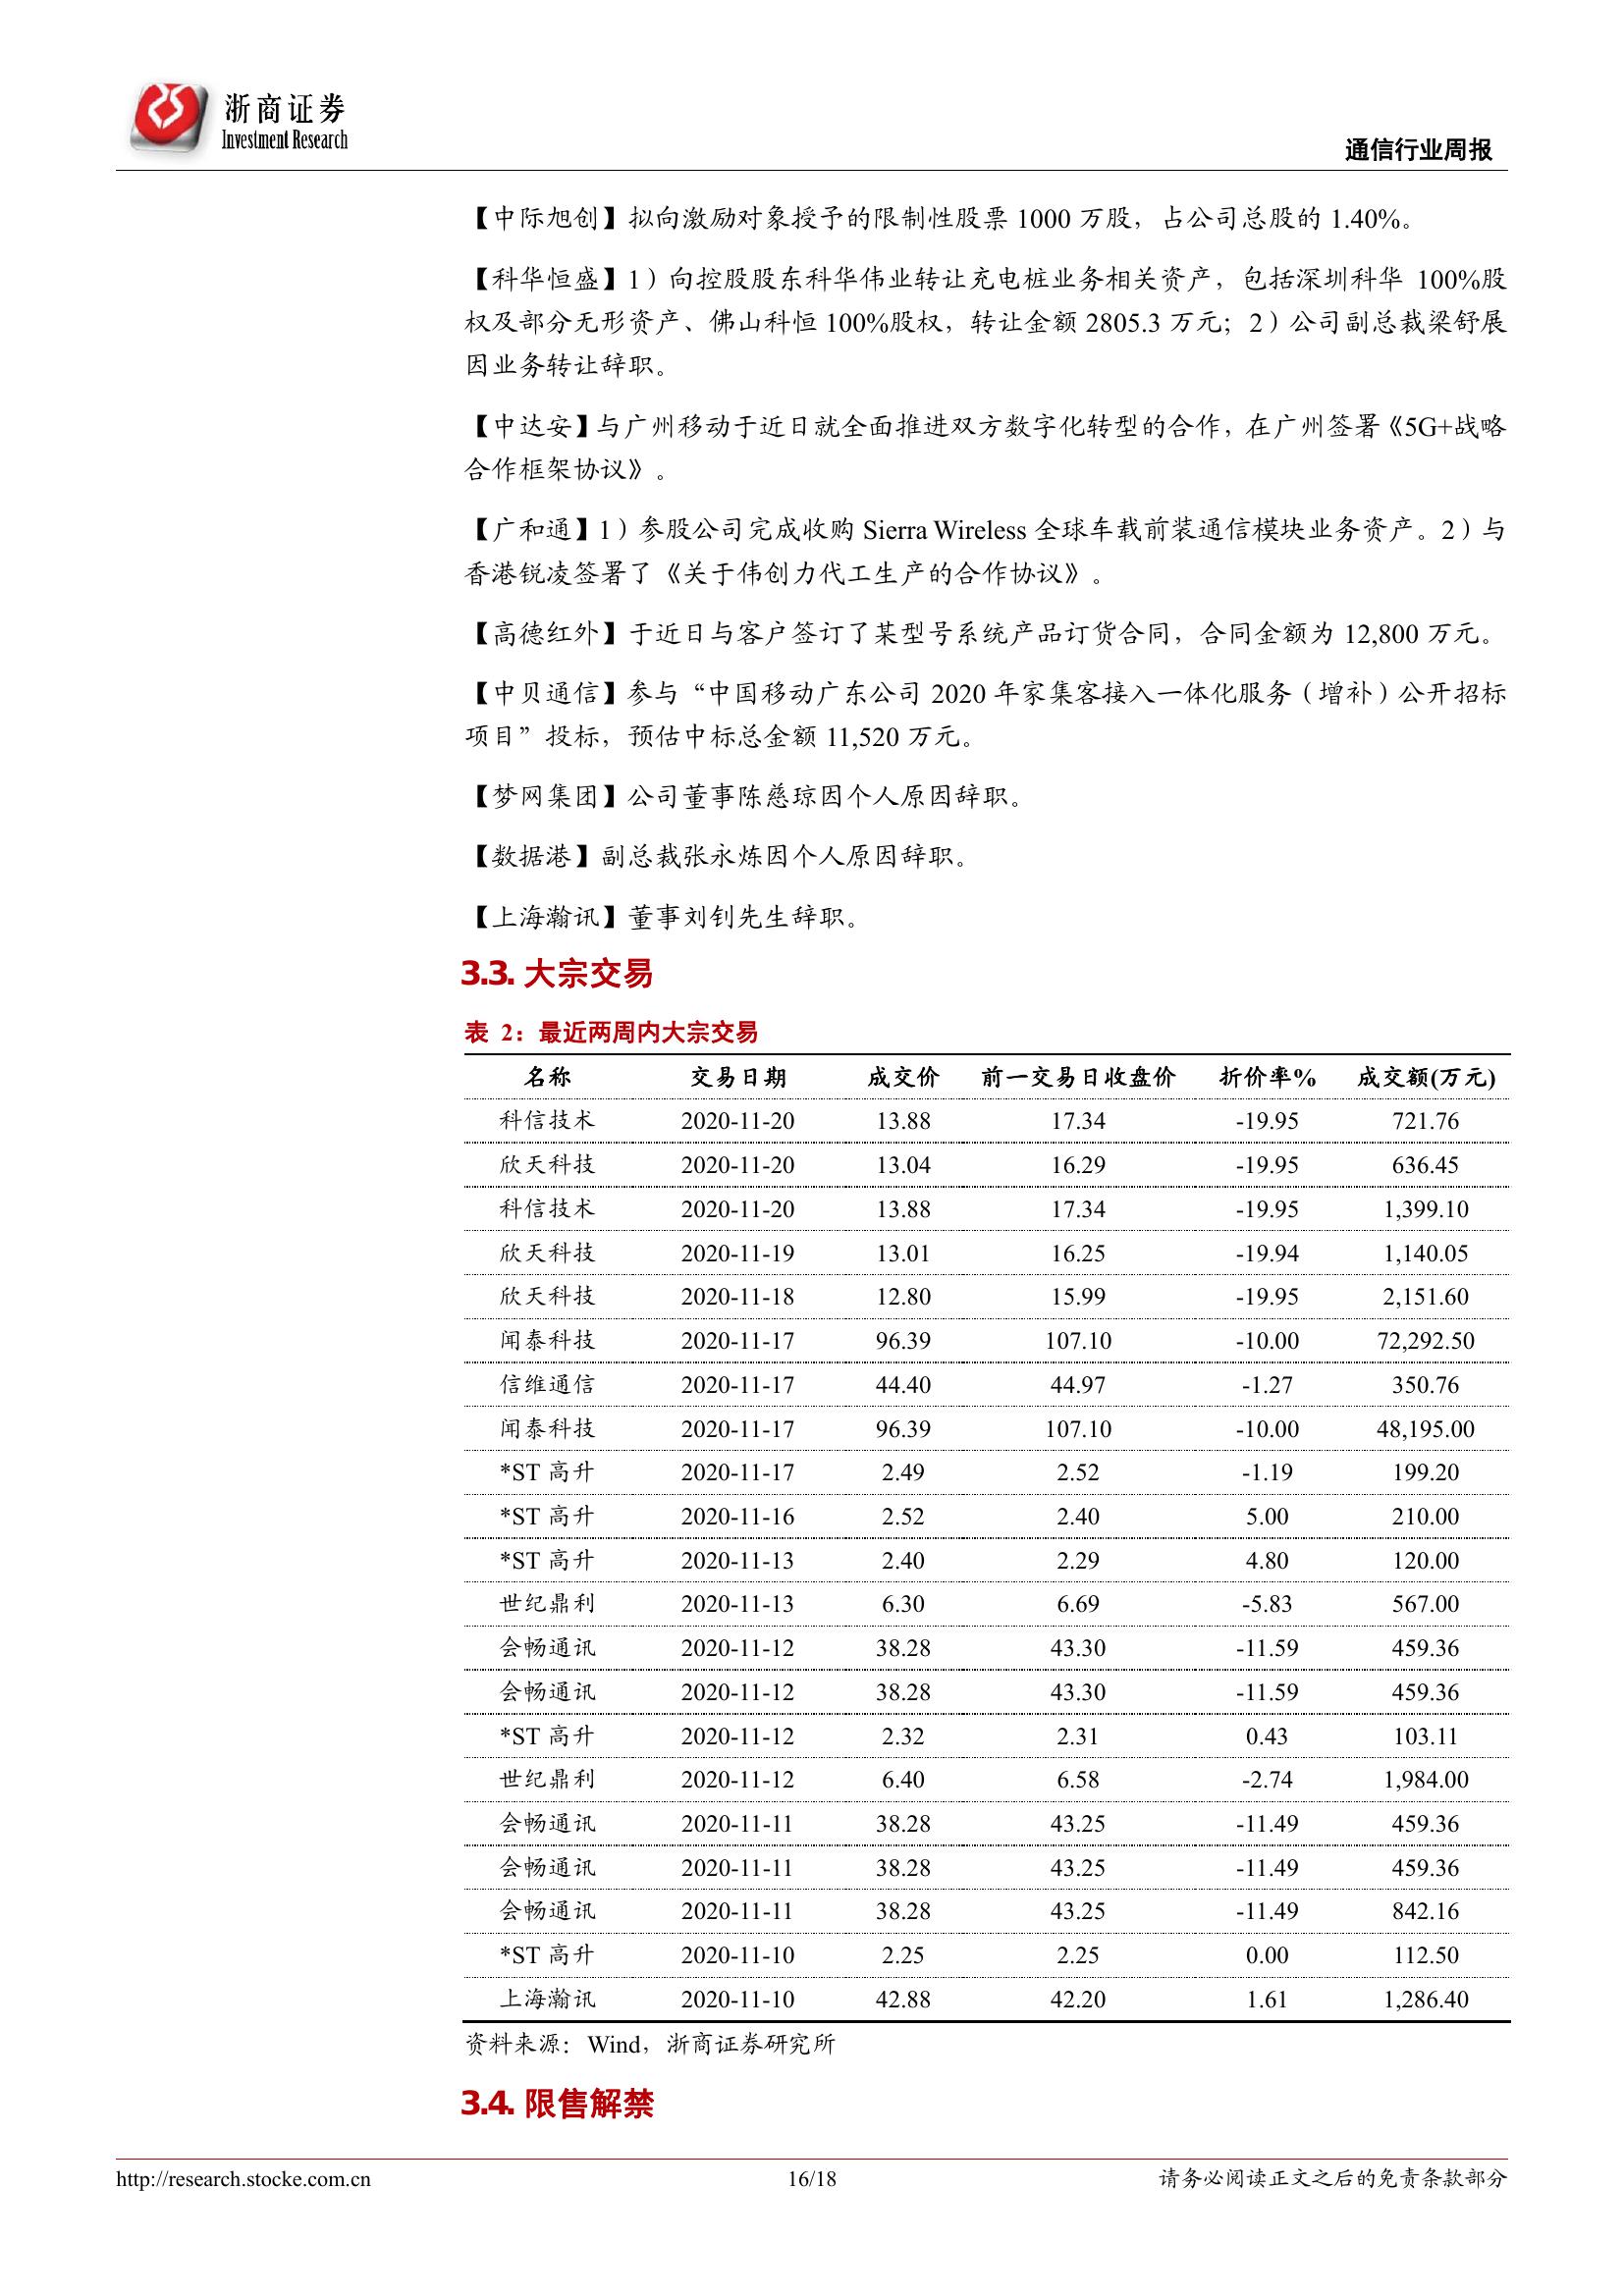 浙商证券
Investment Research
通信行业周报
【中际旭创】拟向激励对象授予的限制性股票 1000 万股，占公司总股的 1.40%。
【科华恒盛】1）向控股股东科华伟业转让充电桩业务相关资产，包括深圳科华 100%股
权及部分无形资产、佛山科恒 100%股权，转让金额 2805.3 万元；2）公司副总裁梁舒展
因业务转让辞职。
【中达安】与广州移动于近日就全面推进双方数字化转型的合作，在广州签署《5G+战略
合作框架协议》。
【广和通】1）参股公司完成收购 Sierra Wireless 全球车载前装通信模块业务资产。2）与
香港锐凌签署了《关于伟创力代工生产的合作协议》。
【高德红外】于近日与客户签订了某型号系统产品订货合同，合同金额为 12,800 万元。
【中贝通信】参与“中国移动广东公司 2020 年家集客接入一体化服务（增补）公开招标
项目”投标，预估中标总金额 11,520 万元。
【梦网集团】公司董事陈慈琼因个人原因辞职。
【数据港】副总裁张永炼因个人原因辞职。
【上海瀚讯】董事刘钊先生辞职。
3.3. 大宗交易
表 2：最近两周内大宗交易
名称 交易日期 成交价 前一交易日收盘价 折价率% 成交额(万元)
科信技术 2020-11-20 13.88 17.34 -19.95 721.76
欣天科技 2020-11-20 13.04 16.29 -19.95 636.45
科信技术 2020-11-20 13.88 17.34 -19.95 1,399.10
欣天科技 2020-11-19 13.01 16.25 -19.94 1,140.05
欣天科技 2020-11-18 12.80 15.99 -19.95 2,151.60
闻泰科技 2020-11-17 96.39 107.10 -10.00 72,292.50
信维通信 2020-11-17 44.40 44.97 -1.27 350.76
闻泰科技 2020-11-17 96.39 107.10 -10.00 48,195.00
*ST 高升 2020-11-17 2.49 2.52 -1.19 199.20
*ST 高升 2020-11-16 2.52 2.40 5.00 210.00
*ST 高升 2020-11-13 2.40 2.29 4.80 120.00
世纪鼎利 2020-11-13 6.30 6.69 -5.83 567.00
会畅通讯 2020-11-12 38.28 43.30 -11.59 459.36
会畅通讯 2020-11-12 38.28 43.30 -11.59 459.36
*ST 高升 2020-11-12 2.32 2.31 0.43 103.11
世纪鼎利 2020-11-12 6.40 6.58 -2.74 1,984.00
会畅通讯 2020-11-11 38.28 43.25 -11.49 459.36
会畅通讯 2020-11-11 38.28 43.25 -11.49 459.36
会畅通讯 2020-11-11 38.28 43.25 -11.49 842.16
*ST 高升 2020-11-10 2.25 2.25 0.00 112.50
上海瀚讯 2020-11-10 42.88 42.20 1.61 1,286.40
资料来源：Wind，浙商证券研究所
3.4. 限售解禁
http://research.stocke.com.cn 16/18 请务必阅读正文之后的免责条款部分